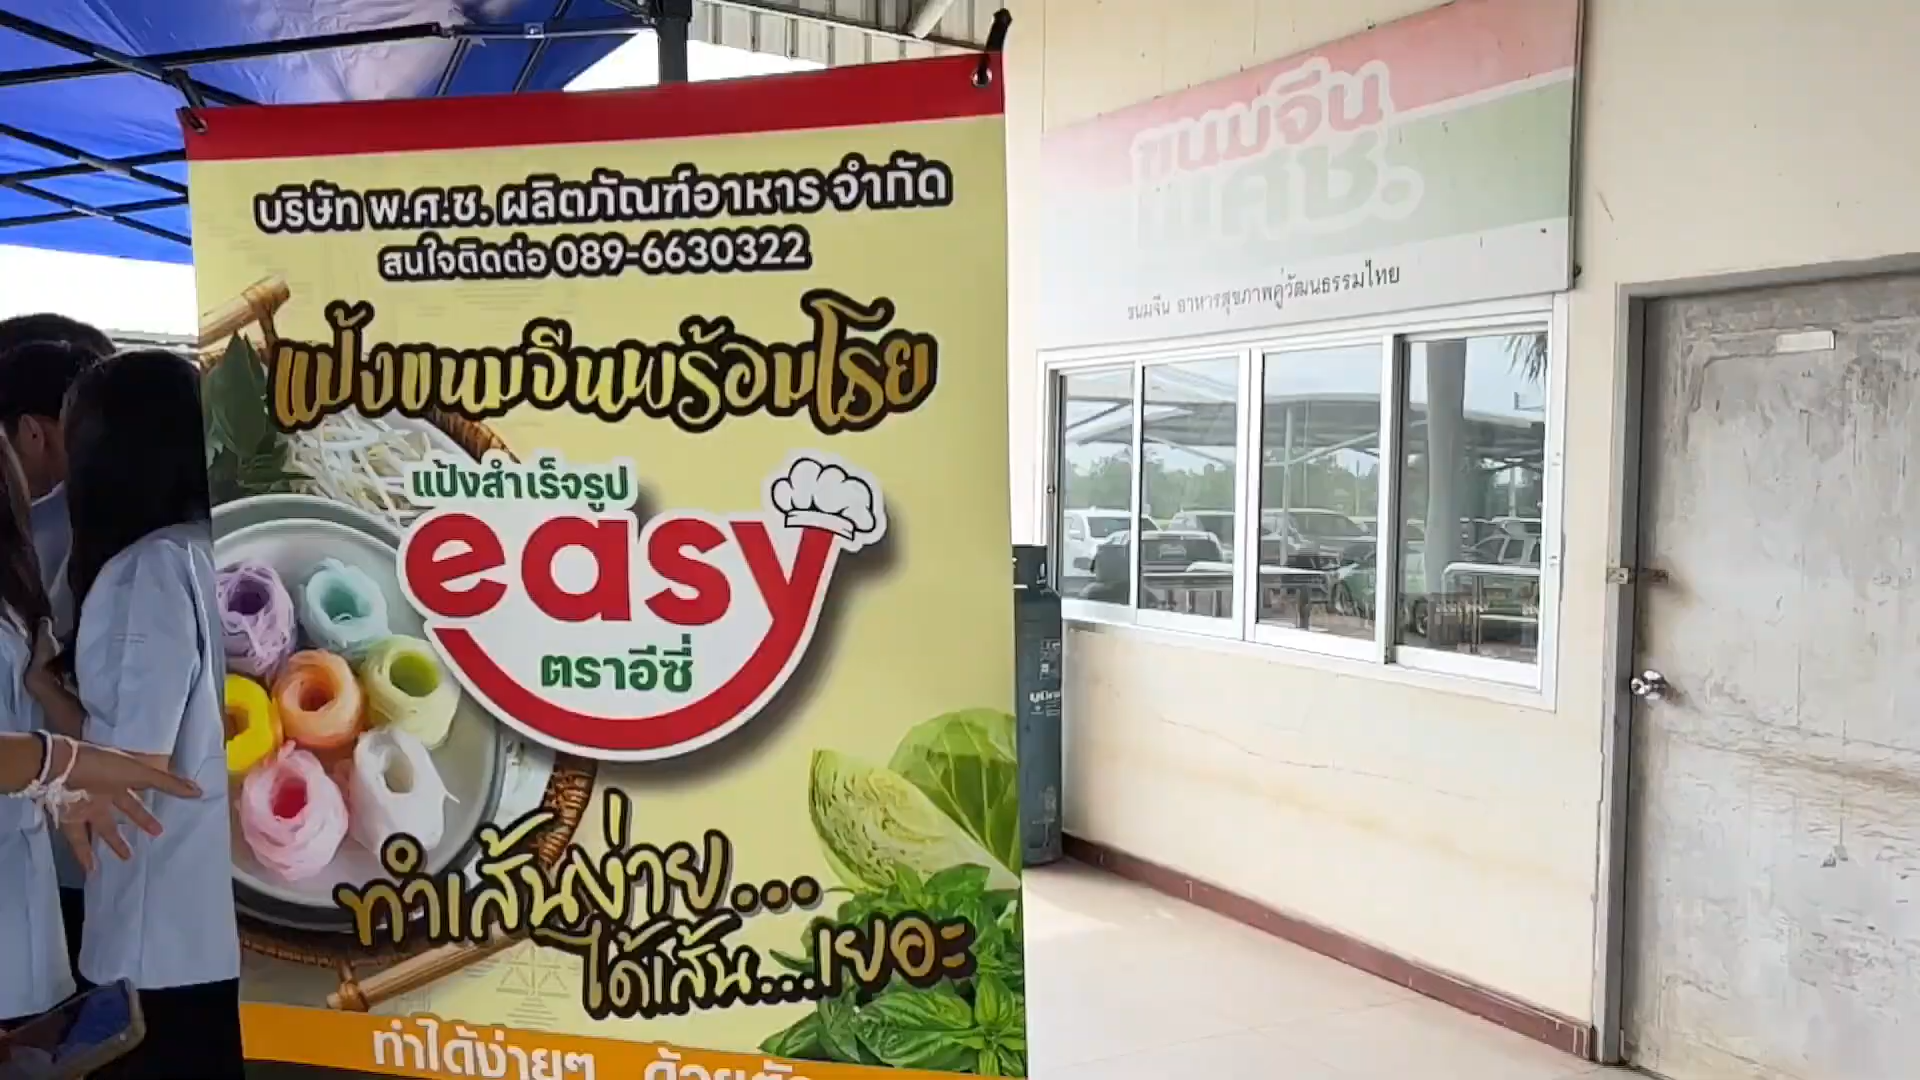 บริษัท พ.ศ.ช. ผลิตภัณฑ์อาหาร จำกัด
สนใจติดต่อ 089-6630322
แป้งขนมจีนพร้อมโรย
แป้งสำเร็จรูป
easy
ตราอีซี่
ทำเส้นง่าย...
ได้เส้น...เยอะ
ทำได้ง่ายๆ
ขนมจีน
พ.ศ.ช.
ขนมจีน อาหารสุขภาพคู่วัฒนธรรมไทย